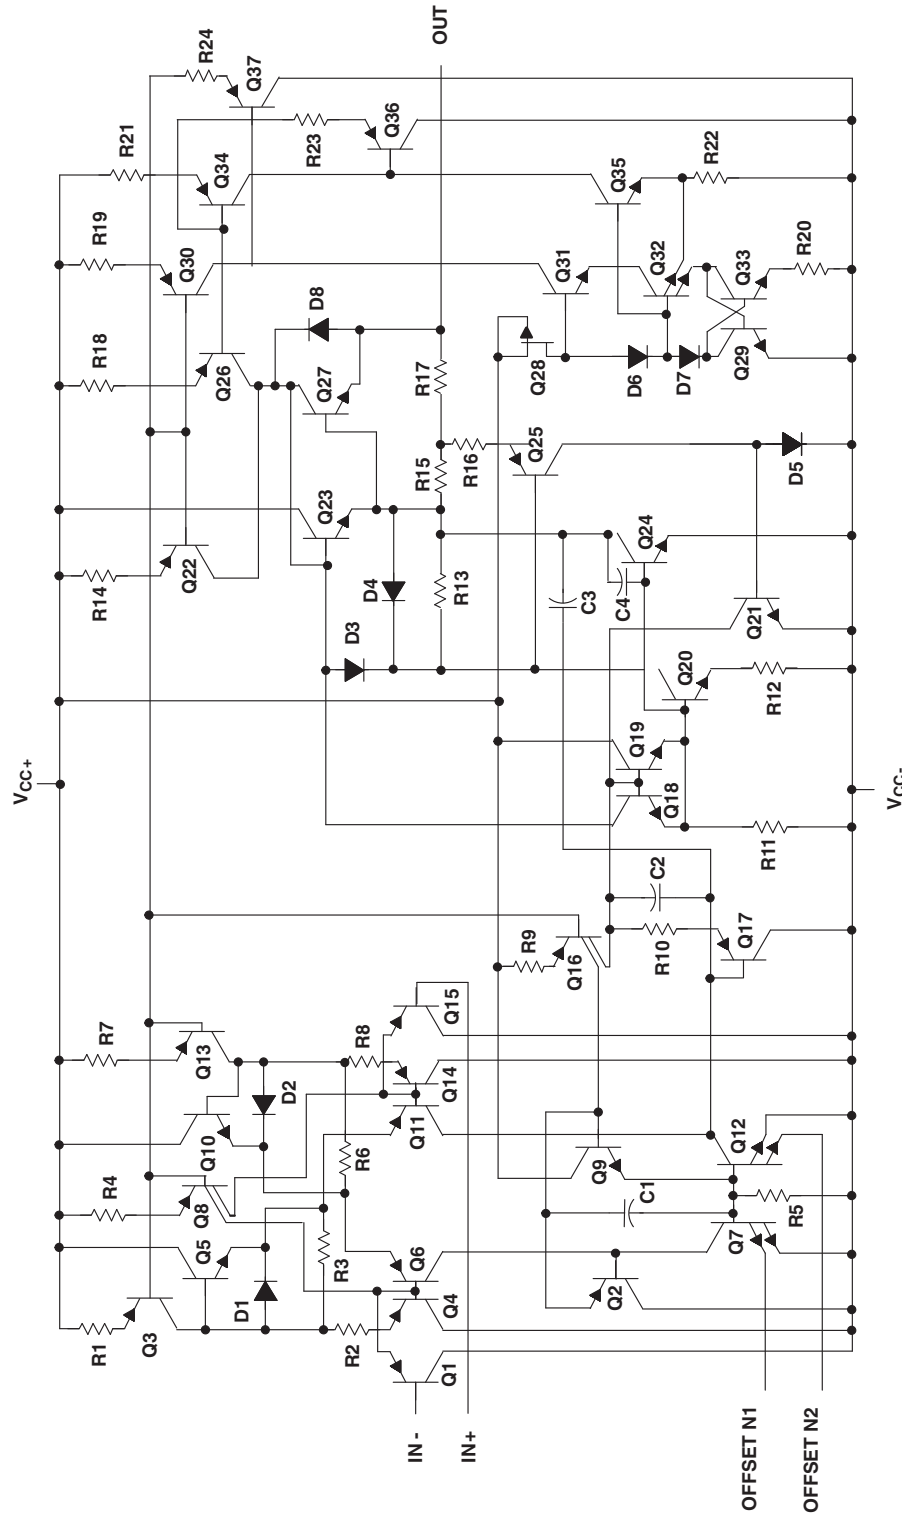 VCC+
R1
R4
R7
R14
R18
R19
R21
R24
Q3
Q5
Q8
Q10
Q13
Q22
Q26
Q30
Q34
Q37
D1
D2
D3
D4
Q23
Q27
D8
R23
Q36
OUT
R2
R3
R6
R8
R13
R15
R17
R16
IN -
IN+
Q1
Q4
Q6
Q11
Q14
Q15
R9
Q16
Q25
Q28
Q31
Q35
Q2
C1
Q9
C2
R10
Q18
Q19
C3
C4
Q24
D6
D7
Q32
Q7
R5
Q12
Q17
R11
Q20
R12
Q21
D5
Q29
Q33
R20
R22
OFFSET N1
OFFSET N2
VCC-